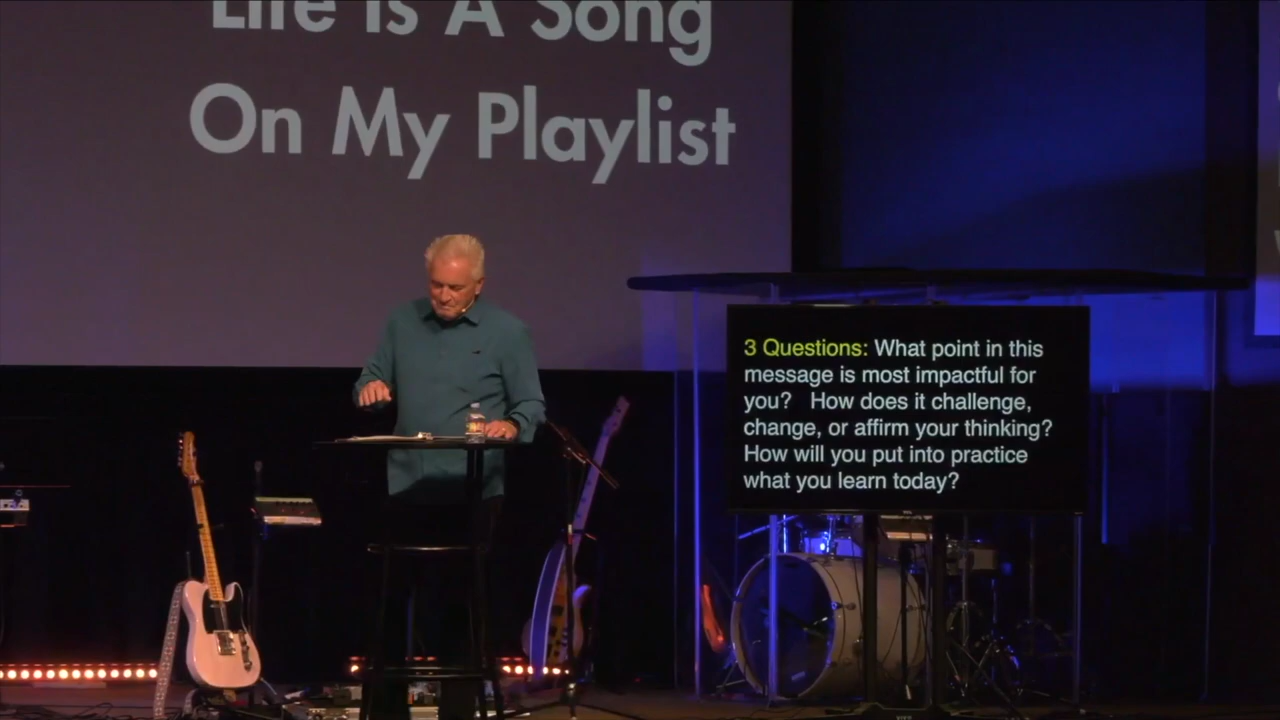 Life Is A Song
On My Playlist
3 Questions: What point in this
message is most impactful for
you? How does it challenge,
change, or affirm your thinking?
How will you put into practice
what you learn today?